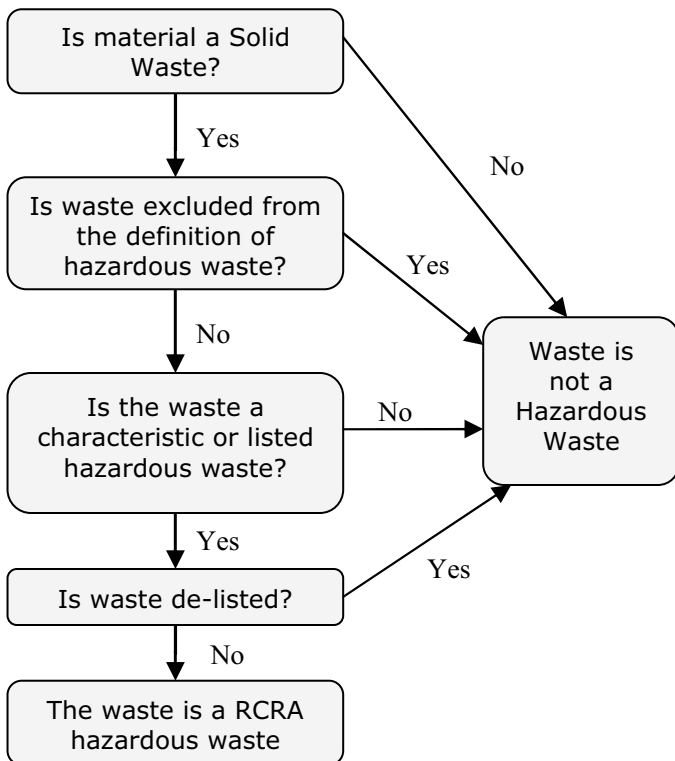 Is material a Solid
Waste?
Yes
No
Is waste excluded from
the definition of
hazardous waste?
Yes
No
Waste is
not a
Hazardous
Waste
Is the waste a
characteristic or listed
hazardous waste?
No
Yes
Is waste de-listed?
Yes
No
The waste is a RCRA
hazardous waste